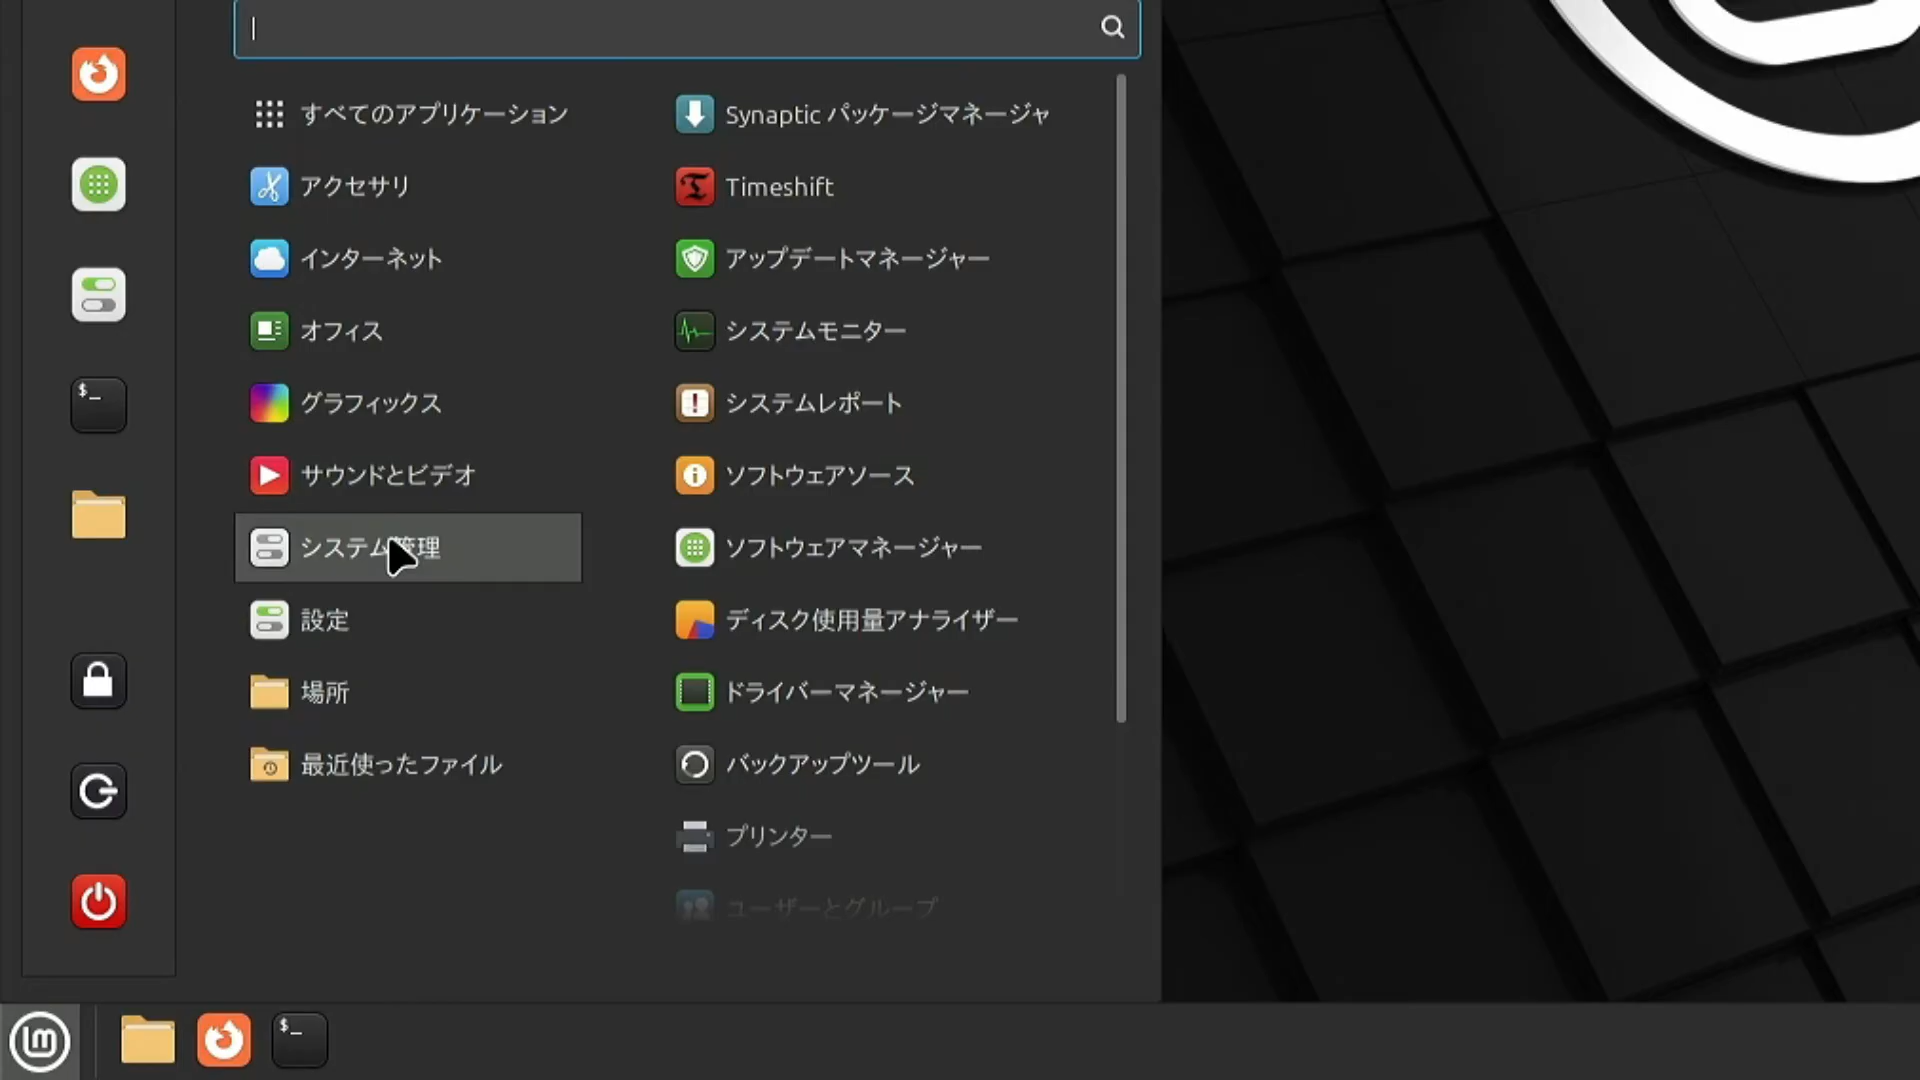 すべてのアプリケーション
アクセサリ
インターネット
オフィス
グラフィックス
サウンドとビデオ
システム管理
設定
場所
最近使ったファイル
Synaptic パッケージマネージャ
Timeshift
アップデートマネージャー
システムモニター
システムレポート
ソフトウェアソース
ソフトウェアマネージャー
ディスク使用量アナライザー
ドライバーマネージャー
バックアップツール
プリンター
ユーザーとグループ
$_
$_